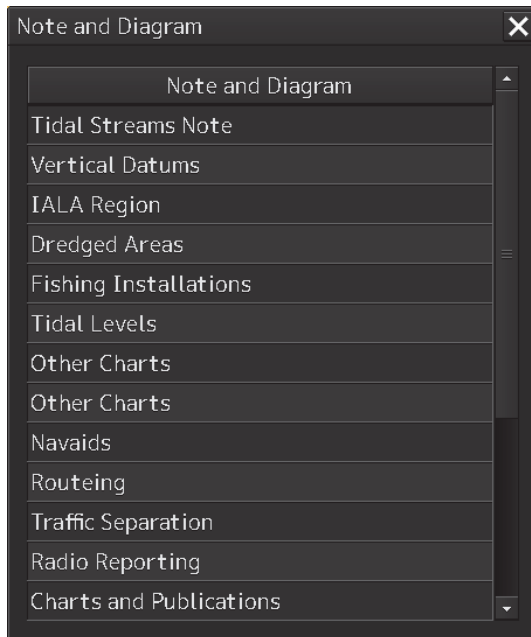 Note and Diagram
Note and Diagram
Tidal Streams Note
Vertical Datums
IALA Region
Dredged Areas
Fishing Installations
Tidal Levels
Other Charts
Other Charts
Navaids
Routeing
Traffic Separation
Radio Reporting
Charts and Publications